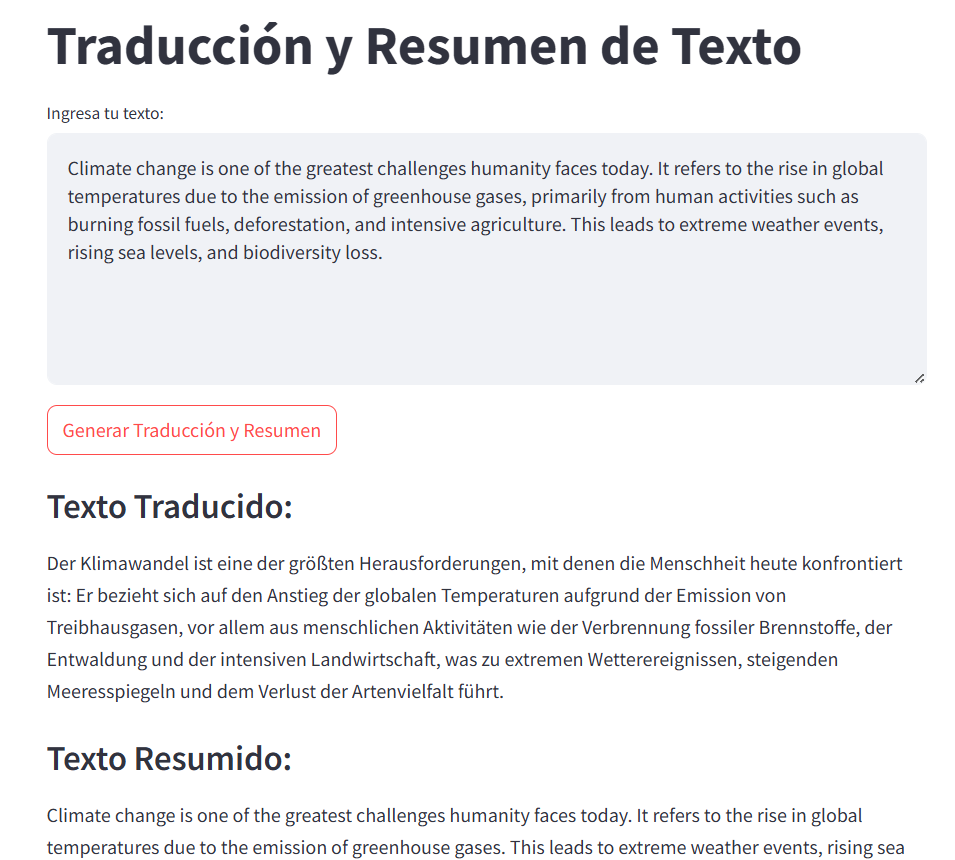 Traducción y Resumen de Texto
Ingresa tu texto:
Climate change is one of the greatest challenges humanity faces today. It refers to the rise in global
temperatures due to the emission of greenhouse gases, primarily from human activities such as
burning fossil fuels, deforestation, and intensive agriculture. This leads to extreme weather events,
rising sea levels, and biodiversity loss.
Generar Traducción y Resumen
Texto Traducido:
Der Klimawandel ist eine der größten Herausforderungen, mit denen die Menschheit heute konfrontiert
ist: Er bezieht sich auf den Anstieg der globalen Temperaturen aufgrund der Emission von
Treibhausgasen, vor allem aus menschlichen Aktivitäten wie der Verbrennung fossiler Brennstoffe, der
Entwaldung und der intensiven Landwirtschaft, was zu extremen Wetterereignissen, steigenden
Meeresspiegeln und dem Verlust der Artenvielfalt führt.
Texto Resumido:
Climate change is one of the greatest challenges humanity faces today. It refers to the rise in global
temperatures due to the emission of greenhouse gases. This leads to extreme weather events, rising sea